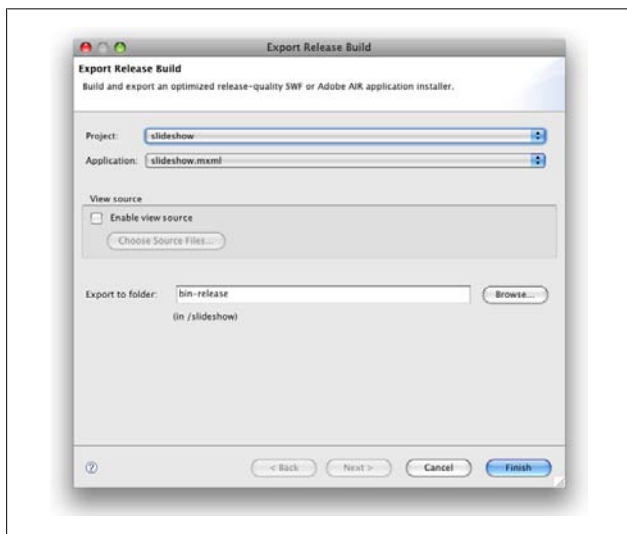 Export Release Build
Export Release Build
Build and export an optimized release-quality SWF or Adobe AIR application installer.
Project: slideshow
Application: slideshow.mxml
View source
Enable view source
Choose Source Files...
Export to folder: bin-release Browse...
(in /slideshow)
? < Back Next > Cancel Finish